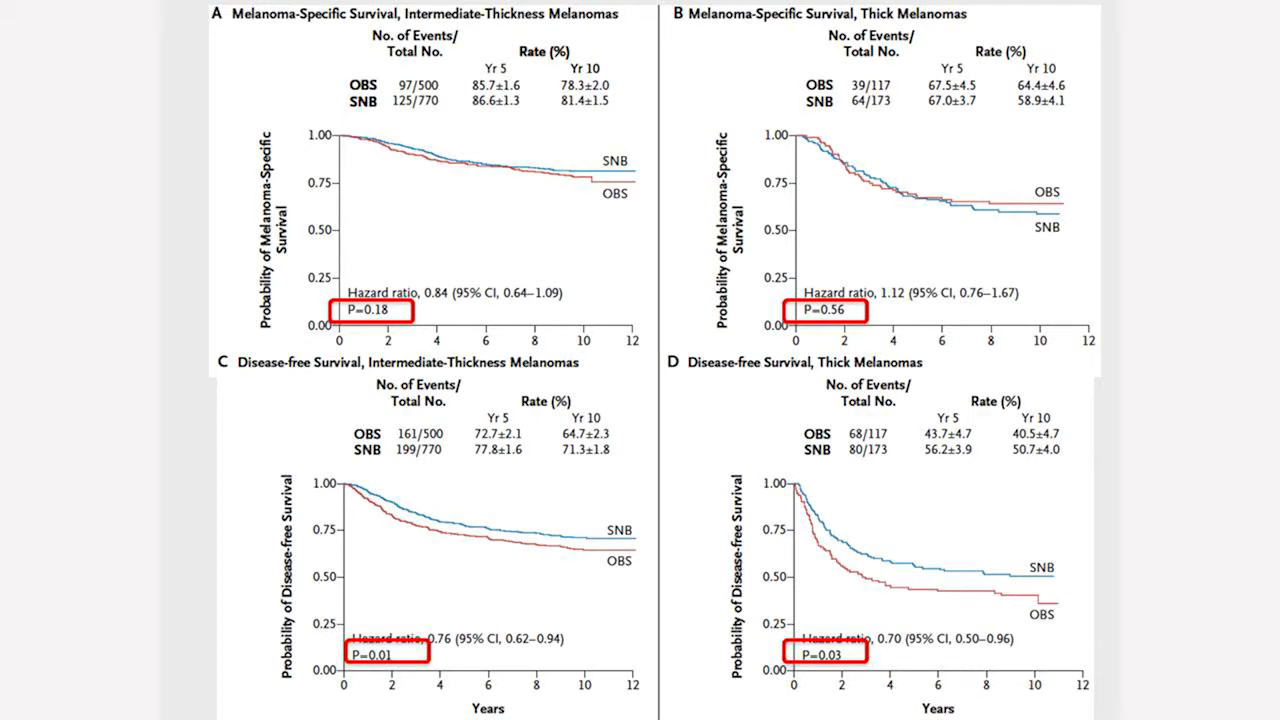 A Melanoma-Specific Survival, Intermediate-Thickness Melanomas
No. of Events/
Total No. Rate (%)
Yr 5 Yr 10
OBS 97/500 85.7±1.6 78.3±2.0
SNB 125/770 86.6±1.3 81.4±1.5
Probability of Melanoma-Specific
Survival
1.00
0.75
0.50
0.25
0.00
SNB
OBS
Hazard ratio, 0.84 (95% CI, 0.64–1.09)
P=0.18
0 2 4 6 8 10 12
B Melanoma-Specific Survival, Thick Melanomas
No. of Events/
Total No. Rate (%)
Yr 5 Yr 10
OBS 39/117 67.5±4.5 64.4±4.6
SNB 64/173 67.0±3.7 58.9±4.1
Probability of Melanoma-Specific
Survival
1.00
0.75
0.50
0.25
0.00
OBS
SNB
Hazard ratio, 1.12 (95% CI, 0.76–1.67)
P=0.56
0 2 4 6 8 10 12
C Disease-free Survival, Intermediate-Thickness Melanomas
No. of Events/
Total No. Rate (%)
Yr 5 Yr 10
OBS 161/500 72.7±2.1 64.7±2.3
SNB 199/770 77.8±1.6 71.3±1.8
Probability of Disease-free Survival
1.00
0.75
0.50
0.25
0.00
SNB
OBS
Hazard ratio, 0.76 (95% CI, 0.62–0.94)
P=0.01
0 2 4 6 8 10 12
Years
D Disease-free Survival, Thick Melanomas
No. of Events/
Total No. Rate (%)
Yr 5 Yr 10
OBS 68/117 43.7±4.7 40.5±4.7
SNB 80/173 56.2±3.9 50.7±4.0
Probability of Disease-free Survival
1.00
0.75
0.50
0.25
0.00
SNB
OBS
Hazard ratio, 0.70 (95% CI, 0.50–0.96)
P=0.03
0 2 4 6 8 10 12
Years